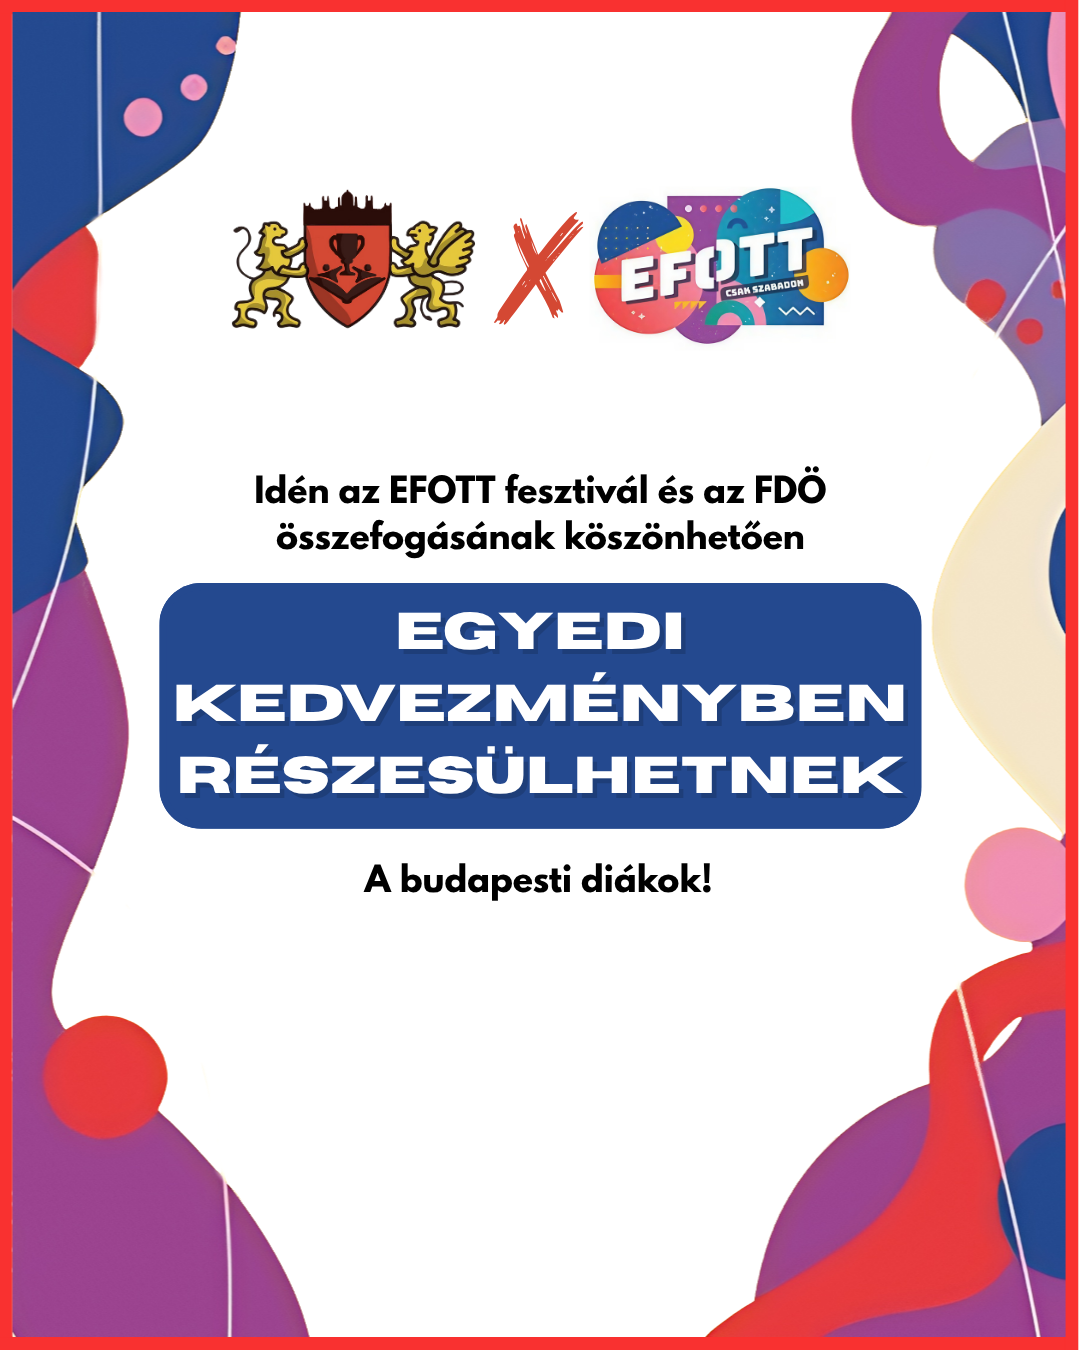 EFOTT
CSAK SZABADON
Idén az EFOTT fesztivál és az FDÖ
összefogásának köszönhetően
EGYEDI
KEDVEZMÉNYBEN
RÉSZESÜLHETNEK
A budapesti diákok!